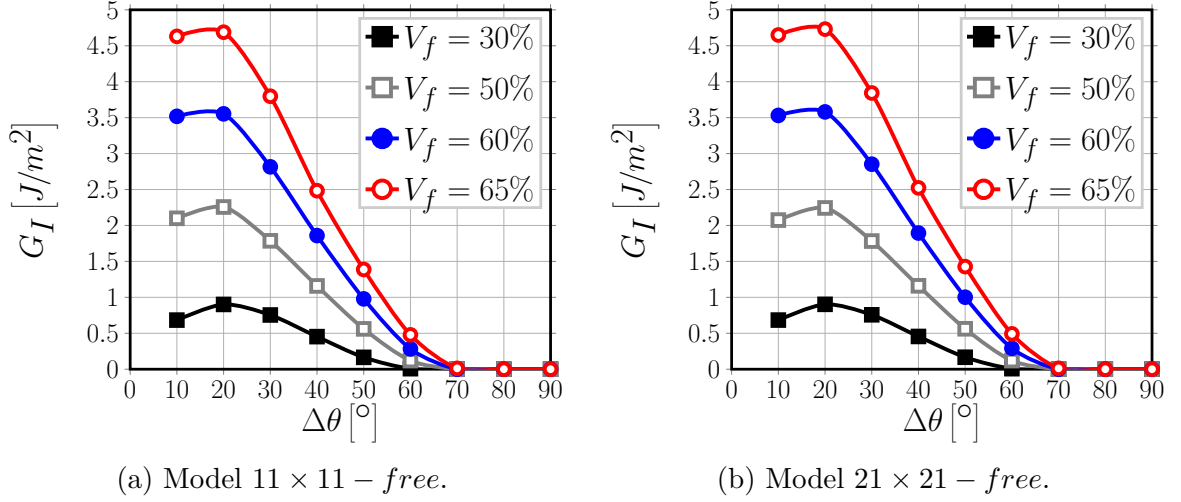 5
4.5
4
3.5
3
2.5
2
1.5
1
0.5
0
G_I [J/m^2]
V_f = 30%
V_f = 50%
V_f = 60%
V_f = 65%
0 10 20 30 40 50 60 70 80 90
Δθ [°]
(a) Model 11 × 11 − free.
5
4.5
4
3.5
3
2.5
2
1.5
1
0.5
0
G_I [J/m^2]
V_f = 30%
V_f = 50%
V_f = 60%
V_f = 65%
0 10 20 30 40 50 60 70 80 90
Δθ [°]
(b) Model 21 × 21 − free.